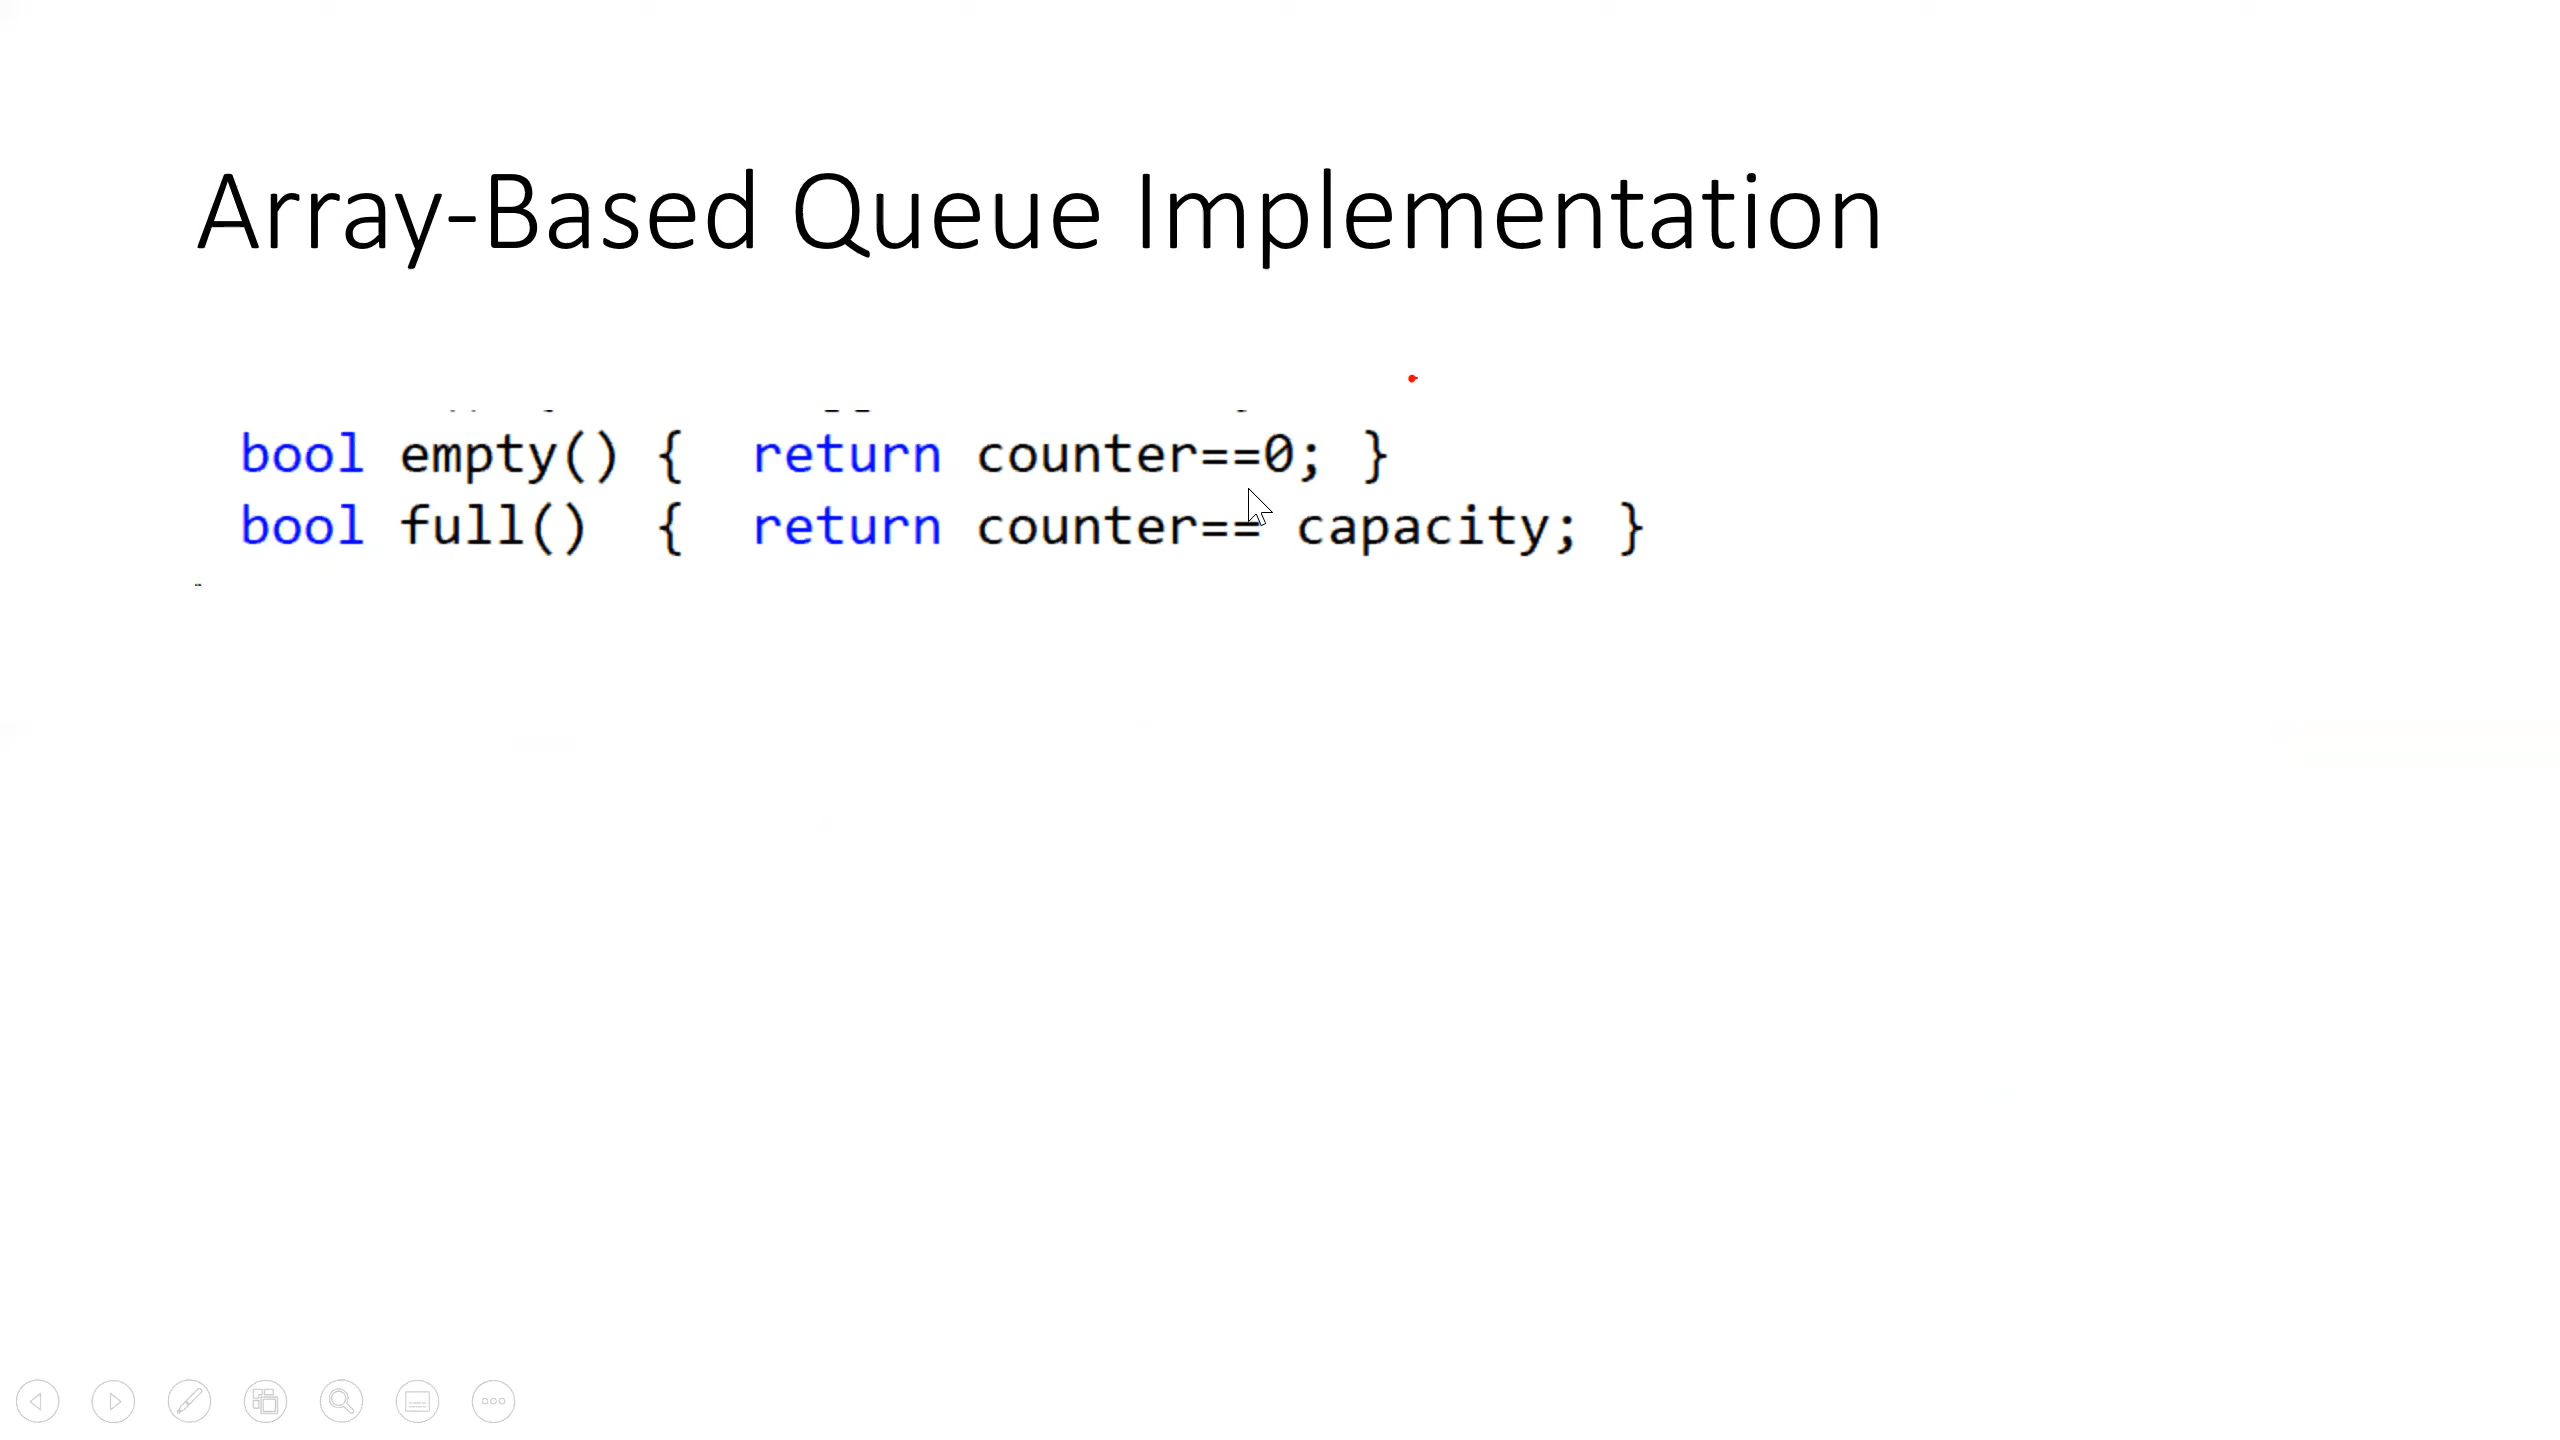 Array-Based Queue Implementation
bool empty() {  return counter==0; }
bool full()  {  return counter== capacity; }